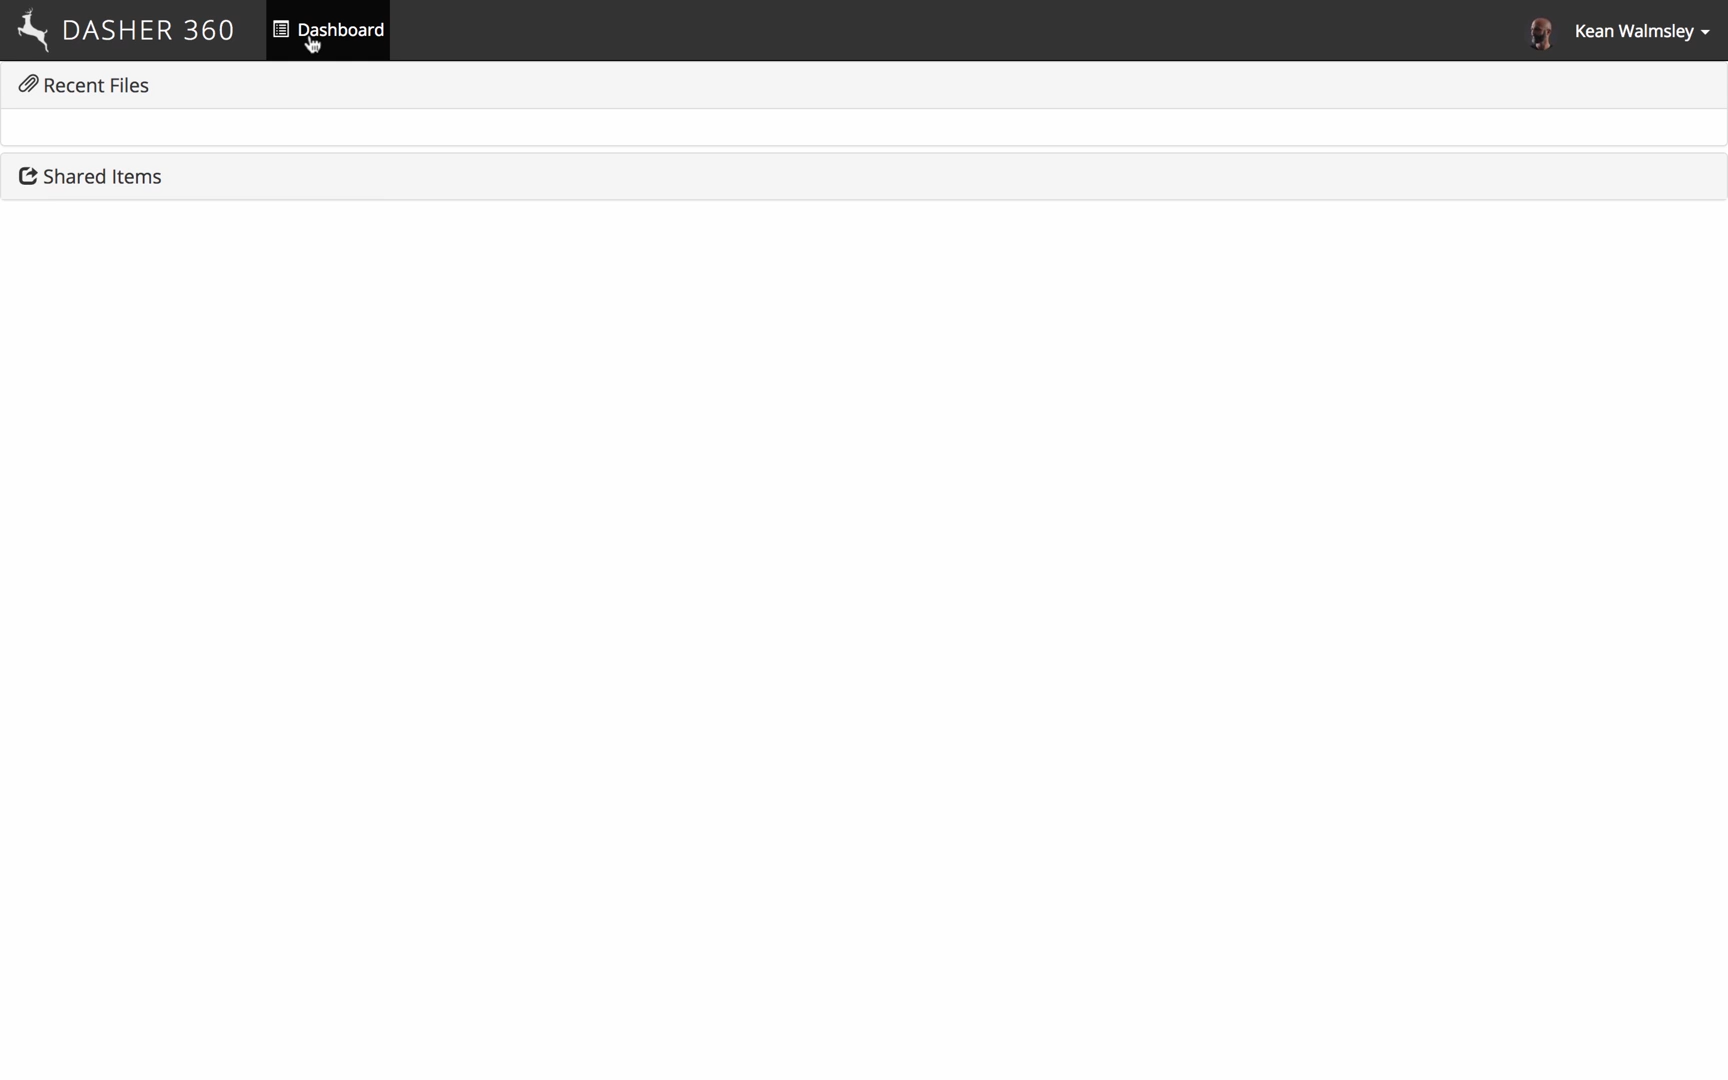 DASHER 360
Dashboard
Kean Walmsley
Recent Files
Shared Items